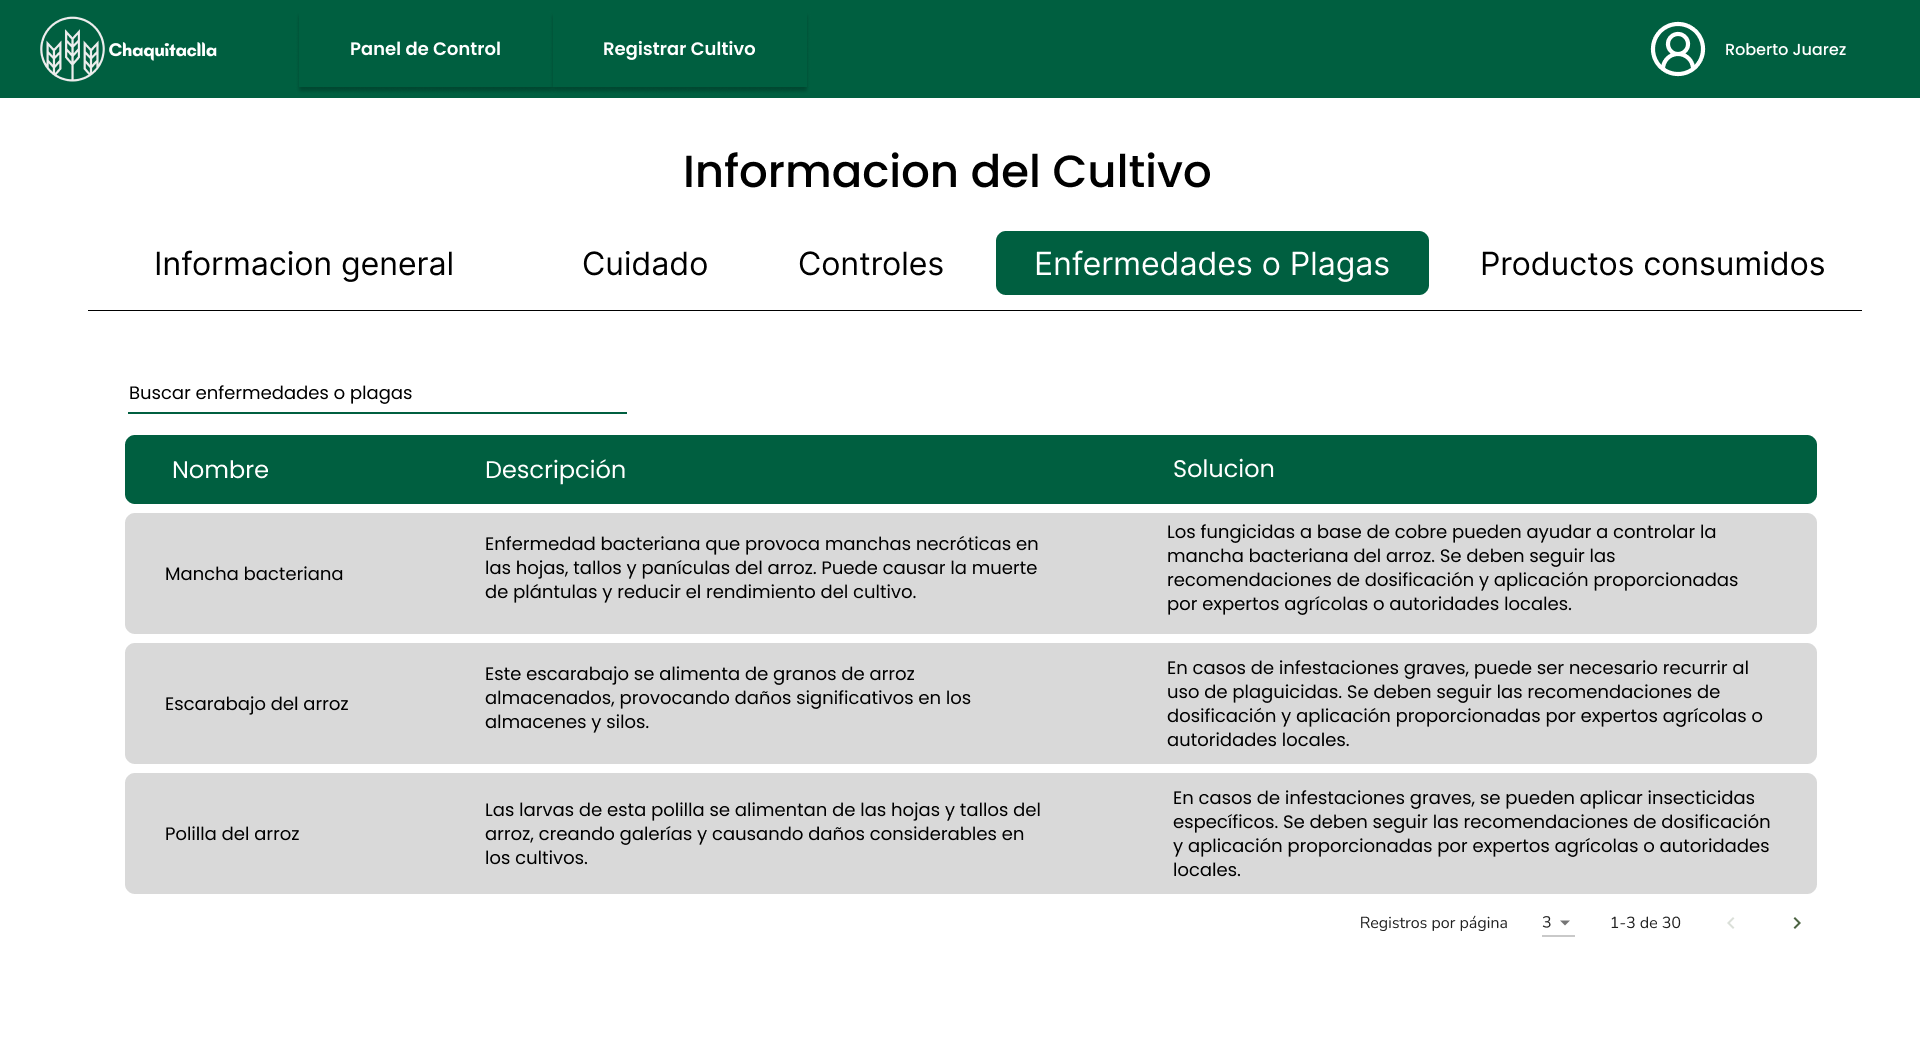 Chaquitaclla
Panel de Control
Registrar Cultivo
Roberto Juarez
Informacion del Cultivo
Informacion general
Cuidado
Controles
Enfermedades o Plagas
Productos consumidos
Buscar enfermedades o plagas
Nombre
Descripción
Solucion
Mancha bacteriana
Enfermedad bacteriana que provoca manchas necróticas en
las hojas, tallos y panículas del arroz. Puede causar la muerte
de plántulas y reducir el rendimiento del cultivo.
Los fungicidas a base de cobre pueden ayudar a controlar la
mancha bacteriana del arroz. Se deben seguir las
recomendaciones de dosificación y aplicación proporcionadas
por expertos agrícolas o autoridades locales.
Escarabajo del arroz
Este escarabajo se alimenta de granos de arroz
almacenados, provocando daños significativos en los
almacenes y silos.
En casos de infestaciones graves, puede ser necesario recurrir al
uso de plaguicidas. Se deben seguir las recomendaciones de
dosificación y aplicación proporcionadas por expertos agrícolas o
autoridades locales.
Polilla del arroz
Las larvas de esta polilla se alimentan de las hojas y tallos del
arroz, creando galerías y causando daños considerables en
los cultivos.
En casos de infestaciones graves, se pueden aplicar insecticidas
específicos. Se deben seguir las recomendaciones de dosificación
y aplicación proporcionadas por expertos agrícolas o autoridades
locales.
Registros por página
3
1-3 de 30